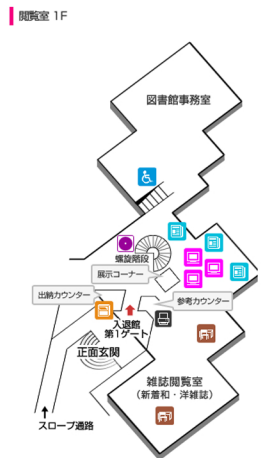 閲覧室 1F
図書館事務室
螺旋階段
展示コーナー
出納カウンター
参考カウンター
入退館
第1ゲート
正面玄関
雑誌閲覧室
（新着和・洋雑誌）
スロープ通路